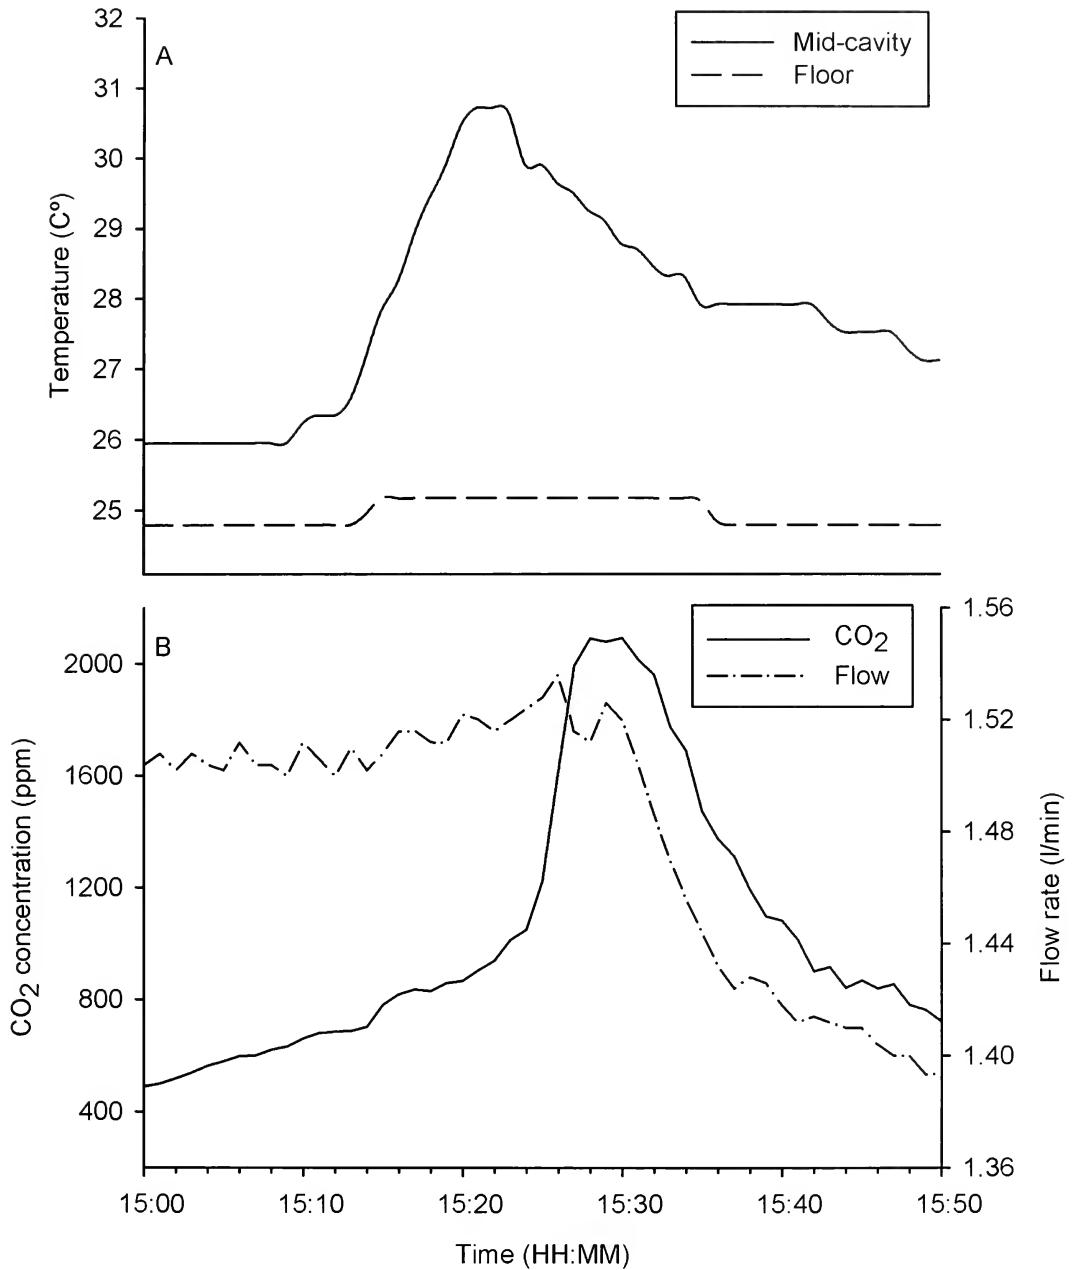 A
Mid-cavity
Floor
32
31
30
29
28
27
26
25
Temperature (Cº)
B
CO2
Flow
2000
1600
1200
800
400
CO2 concentration (ppm)
1.56
1.52
1.48
1.44
1.40
1.36
Flow rate (l/min)
15:00 15:10 15:20 15:30 15:40 15:50
Time (HH:MM)